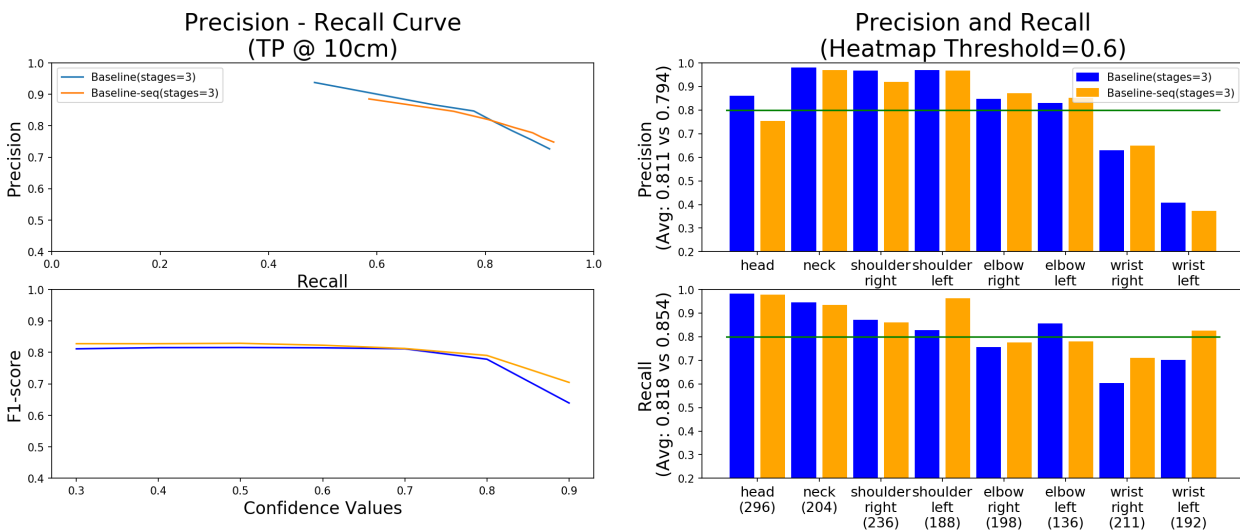 Precision - Recall Curve
(TP @ 10cm)
Baseline(stages=3)
Baseline-seq(stages=3)
Precision
1.0
0.9
0.8
0.7
0.6
0.5
0.4
0.0 0.2 0.4 0.6 0.8 1.0
Recall
F1-score
1.0
0.9
0.8
0.7
0.6
0.5
0.4
0.3 0.4 0.5 0.6 0.7 0.8 0.9
Confidence Values
Precision and Recall
(Heatmap Threshold=0.6)
Baseline(stages=3)
Baseline-seq(stages=3)
Precision
(Avg: 0.811 vs 0.794)
1.0
0.9
0.8
0.7
0.6
0.5
0.4
0.3
0.2
head neck shoulder shoulder elbow elbow wrist wrist
right left right left right left
Recall
(Avg: 0.818 vs 0.854)
1.0
0.9
0.8
0.7
0.6
0.5
0.4
0.3
0.2
head neck shoulder shoulder elbow elbow wrist wrist
(296) (204) right left right left right left
(236) (188) (198) (136) (211) (192)